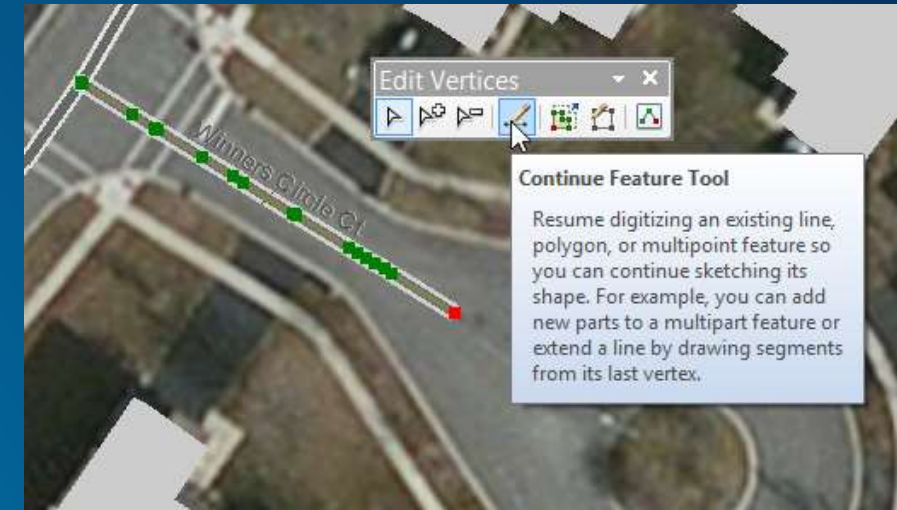 Edit Vertices
Winners Circle Ct
Continue Feature Tool
Resume digitizing an existing line,
polygon, or multipoint feature so
you can continue sketching its
shape. For example, you can add
new parts to a multipart feature or
extend a line by drawing segments
from its last vertex.